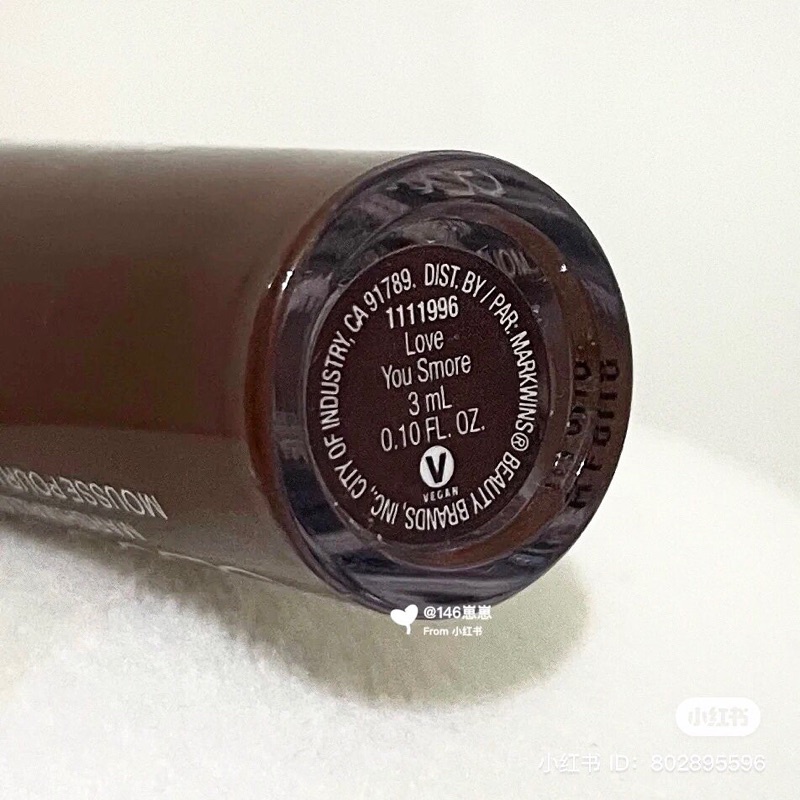 DIST. BY / PAR: MARKWINS® BEAUTY BRANDS, INC., CITY OF INDUSTRY, CA 91789.
1111996
Love
You Smore
3 mL
0.10 FL. OZ.
V
VEGAN
MOUSSE POUR
@146崽崽
From 小红书
小红书
小红书 ID: 802895596